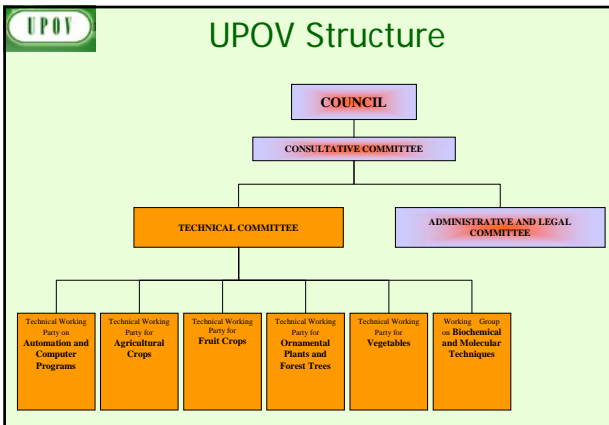 UPOV
UPOV Structure
COUNCIL
CONSULTATIVE COMMITTEE
TECHNICAL COMMITTEE
ADMINISTRATIVE AND LEGAL
COMMITTEE
Technical Working
Party on
Automation and
Computer
Programs
Technical Working
Party for
Agricultural
Crops
Technical Working
Party for
Fruit Crops
Technical Working
Party for
Ornamental
Plants and
Forest Trees
Technical Working
Party for
Vegetables
Working Group
on Biochemical
and Molecular
Techniques